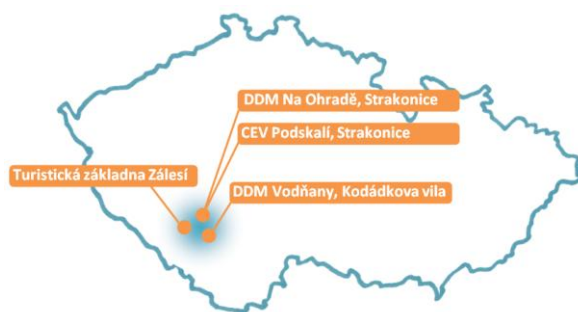 DDM Na Ohradě, Strakonice
CEV Podskalí, Strakonice
Turistická základna Zálesí
DDM Vodňany, Kodádkova vila